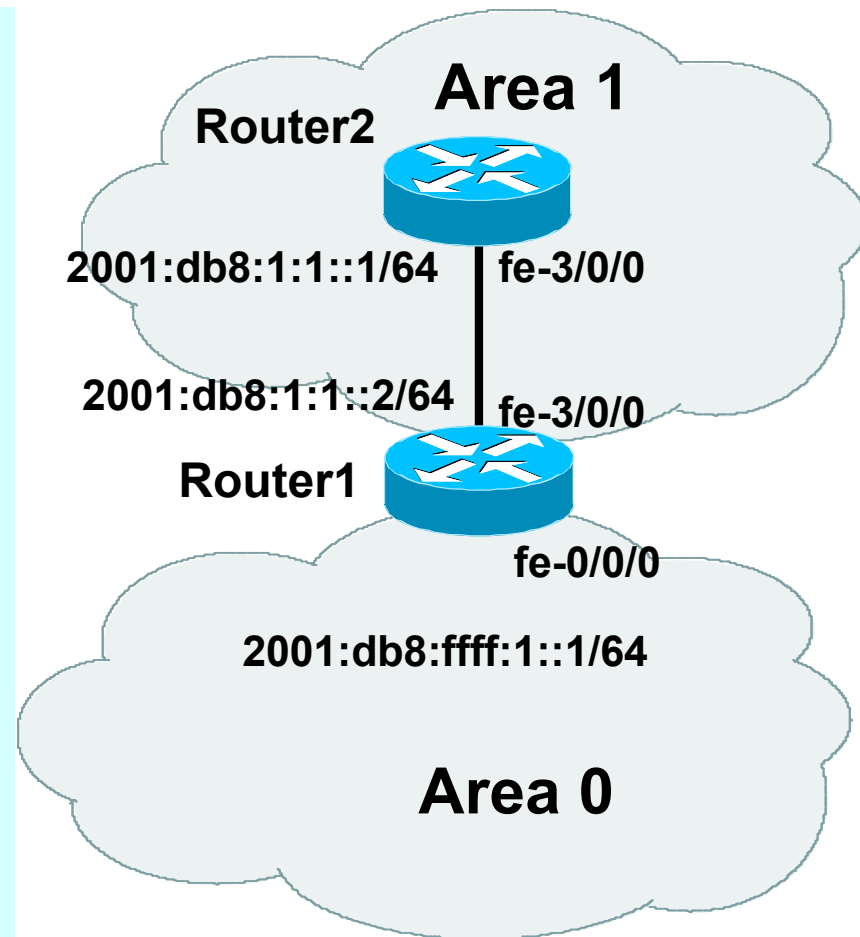 Area 1
Router2
2001:db8:1:1::1/64
fe-3/0/0
2001:db8:1:1::2/64
fe-3/0/0
Router1
fe-0/0/0
2001:db8:ffff:1::1/64
Area 0